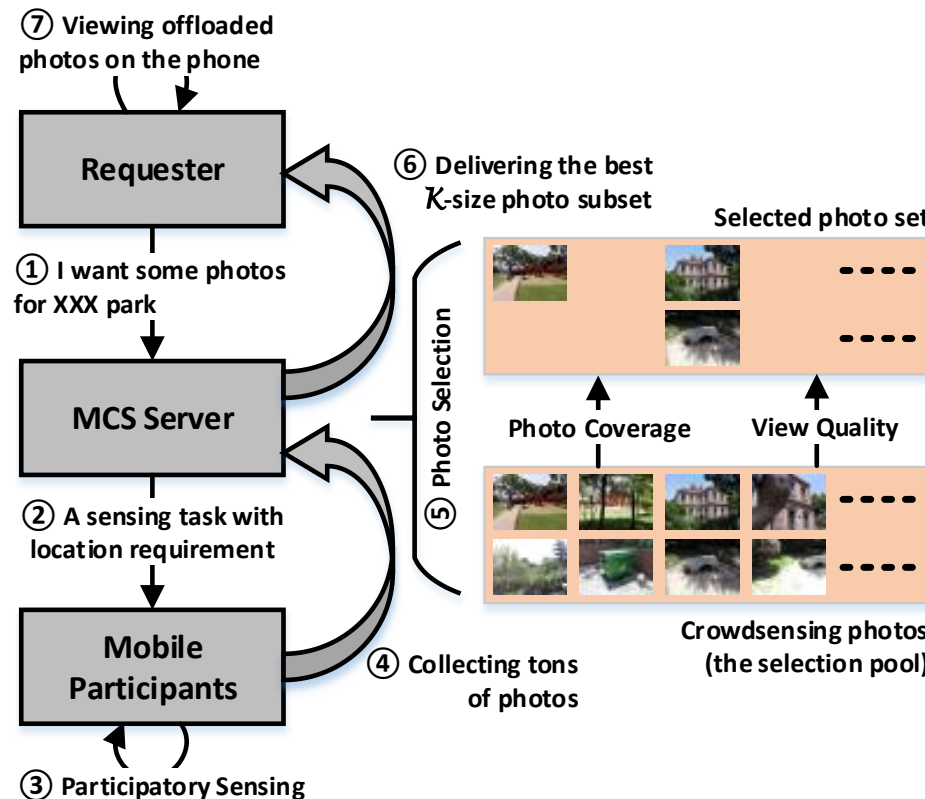 ⑦ Viewing offloaded
photos on the phone
Requester
⑥ Delivering the best
𝒦-size photo subset
Selected photo set
① I want some photos
for XXX park
MCS Server
⑤ Photo Selection
Photo Coverage
View Quality
② A sensing task with
location requirement
Mobile
Participants
④ Collecting tons
of photos
Crowdsensing photos
(the selection pool)
③ Participatory Sensing